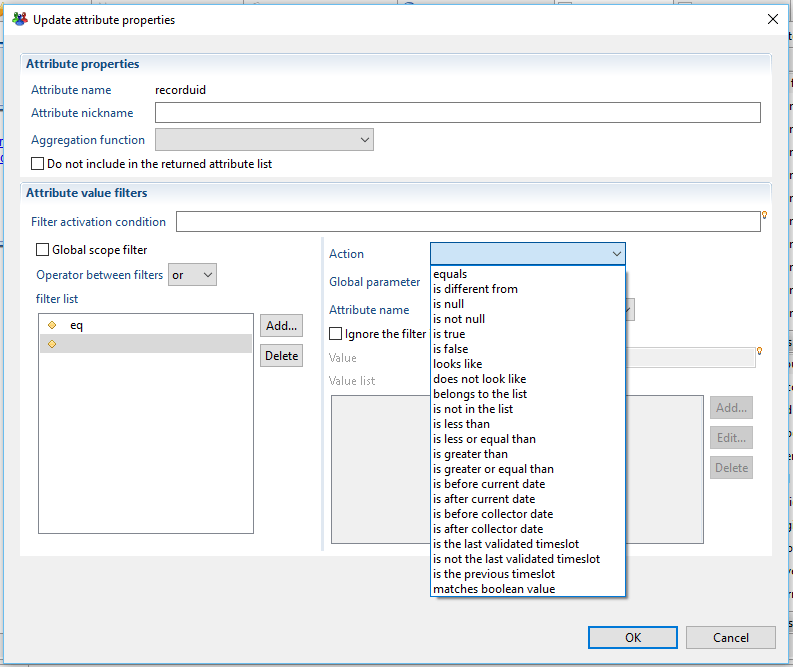 Update attribute properties
Attribute properties
Attribute name recorduid
Attribute nickname
Aggregation function
Do not include in the returned attribute list
Attribute value filters
Filter activation condition
Global scope filter
Operator between filters or
filter list
eq
Add...
Delete
Action
Global parameter
Attribute name
Ignore the filter
Value
Value list
equals
is different from
is null
is not null
is true
is false
looks like
does not look like
belongs to the list
is not in the list
is less than
is less or equal than
is greater than
is greater or equal than
is before current date
is after current date
is before collector date
is after collector date
is the last validated timeslot
is not the last validated timeslot
is the previous timeslot
matches boolean value
Add...
Edit...
Delete
OK
Cancel